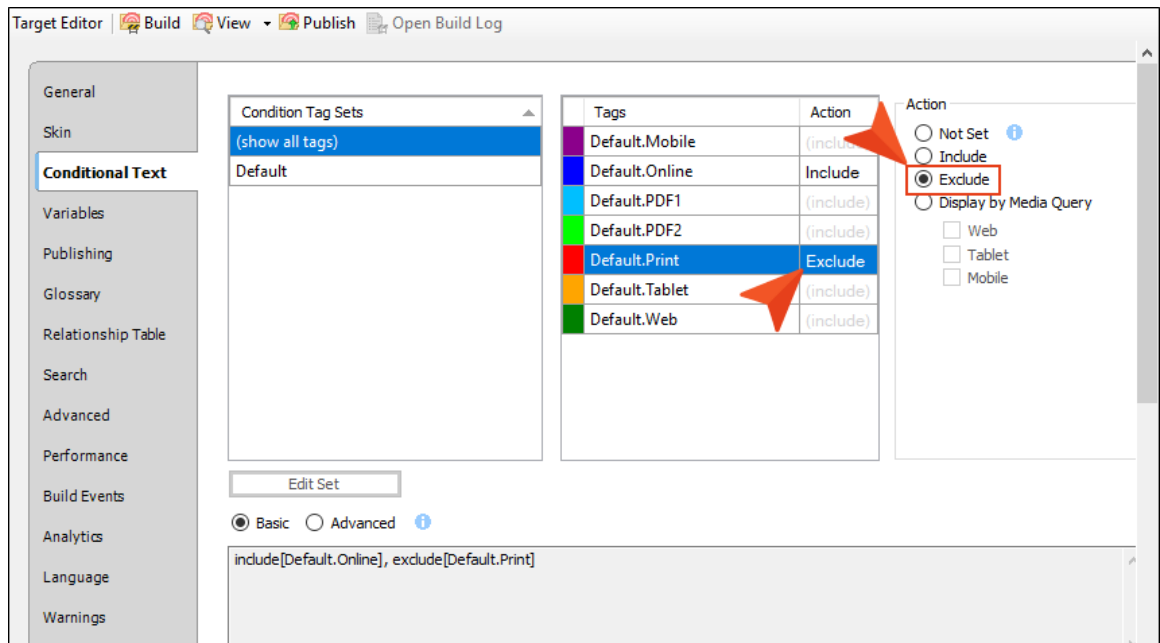 Target Editor Build View Publish Open Build Log
General
Skin
Conditional Text
Variables
Publishing
Glossary
Relationship Table
Search
Advanced
Performance
Build Events
Analytics
Language
Warnings
Condition Tag Sets
(show all tags)
Default
Tags Action
Default.Mobile (include)
Default.Online Include
Default.PDF1 (include)
Default.PDF2 (include)
Default.Print Exclude
Default.Tablet (include)
Default.Web (include)
Action
Not Set
Include
Exclude
Display by Media Query
Web
Tablet
Mobile
Edit Set
Basic Advanced
include[Default.Online], exclude[Default.Print]